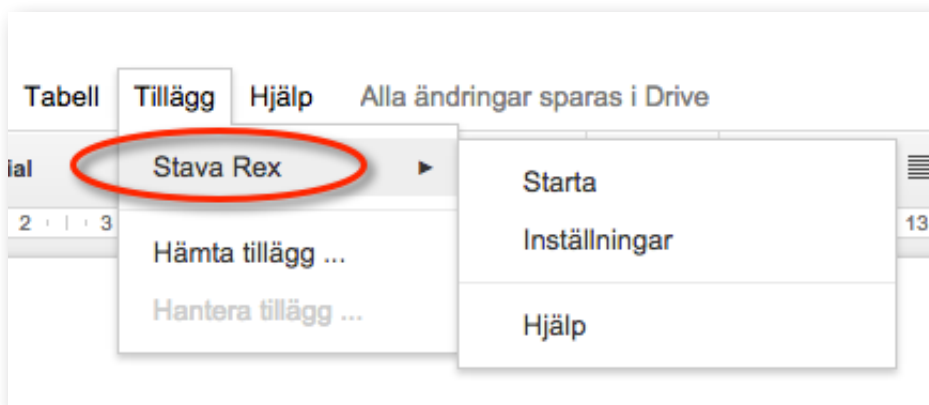 Tabell Tillägg Hjälp Alla ändringar sparas i Drive
ial Stava Rex Starta
2 3 13
Inställningar
Hämta tillägg ...
Hantera tillägg ...
Hjälp